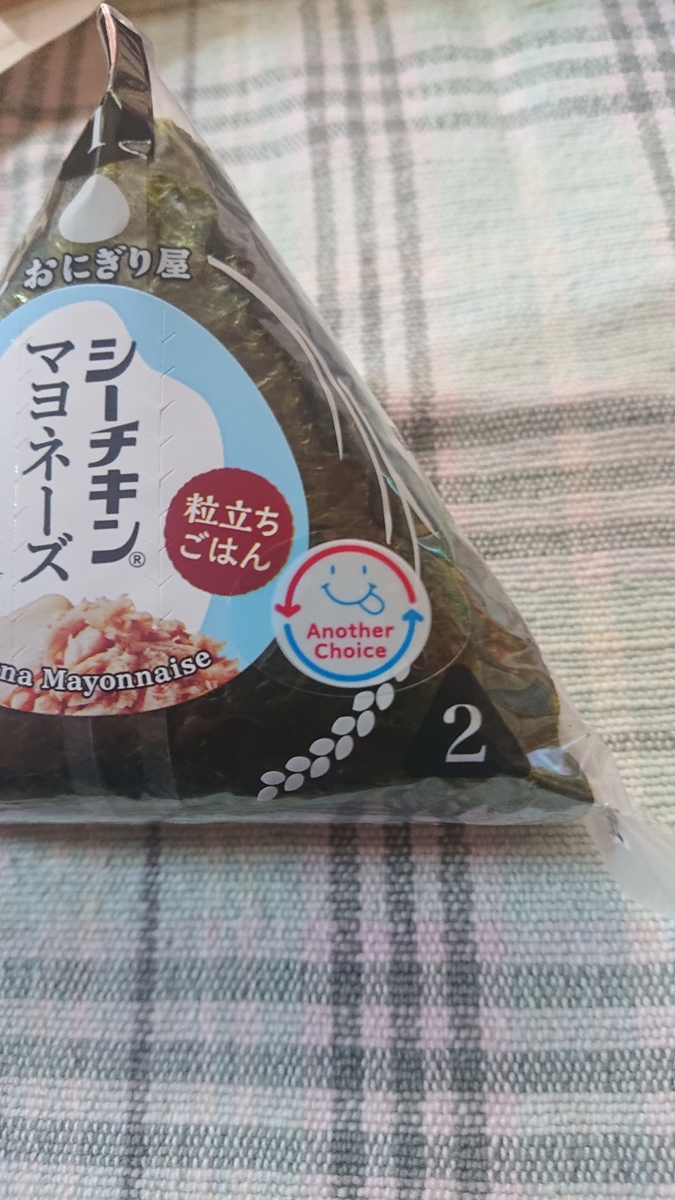 1
おにぎり屋
シーチキン®
マヨネーズ
粒立ち
ごはん
Another
Choice
na Mayonnaise
2